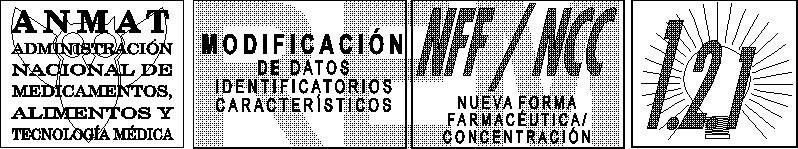 ANMAT
ADMINISTRACIÓN
NACIONAL DE
MEDICAMENTOS,
ALIMENTOS Y
TECNOLOGÍA MÉDICA
MODIFICACIÓN
DE DATOS
IDENTIFICATORIOS
CARACTERÍSTICOS
NFF / NCC
NUEVA FORMA
FARMACÉUTICA/
CONCENTRACIÓN
1.2.1